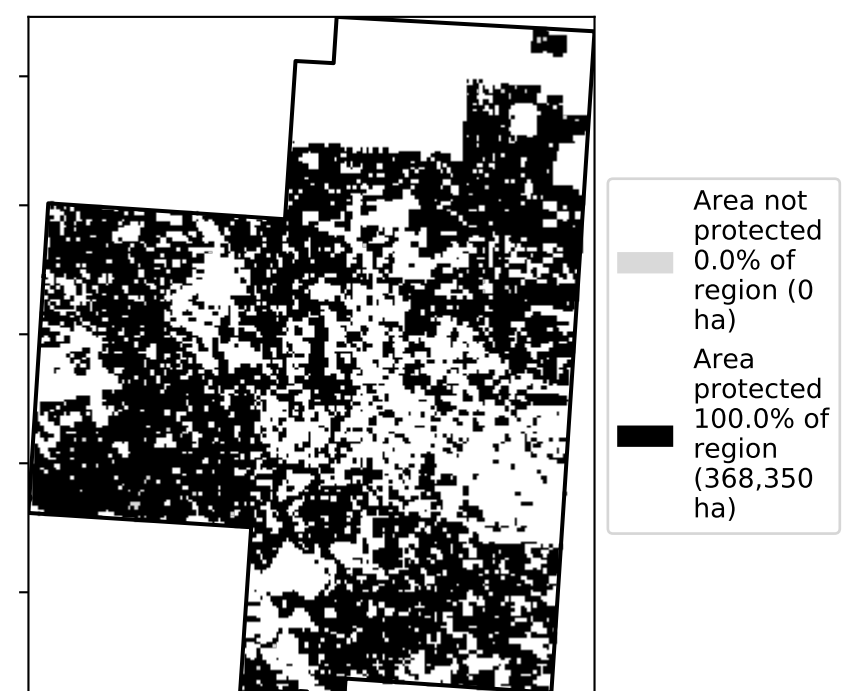 Area not
protected
0.0% of
region (0
ha)
Area
protected
100.0% of
region
(368,350
ha)